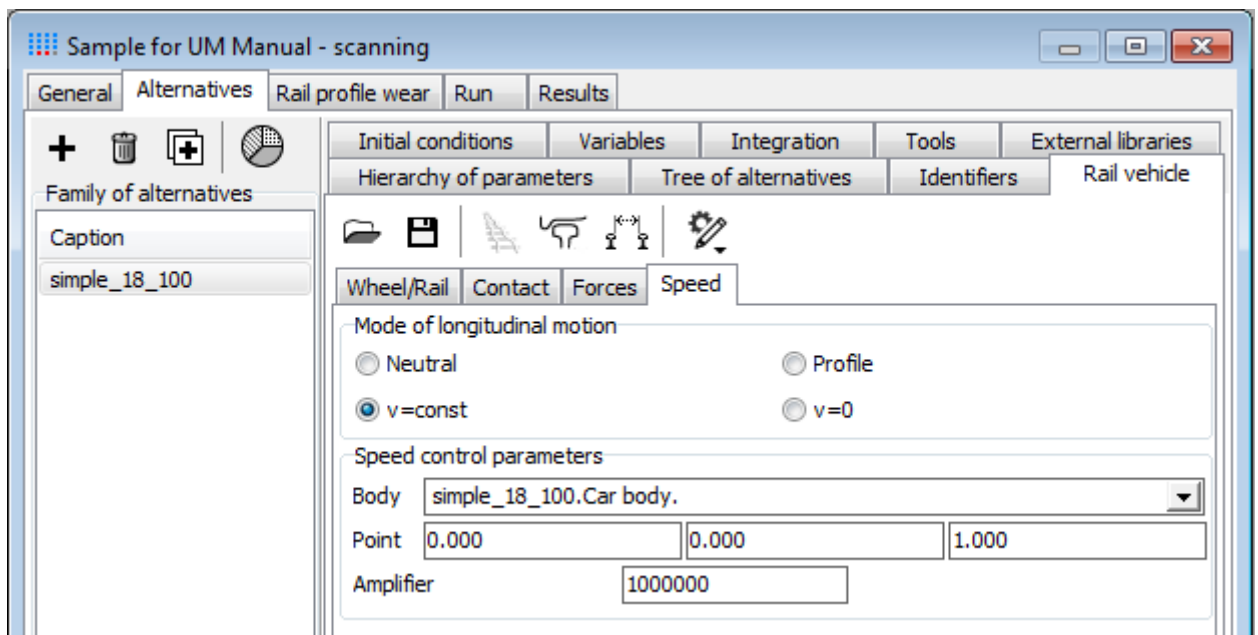 Sample for UM Manual - scanning
General Alternatives Rail profile wear Run Results
Family of alternatives
Caption
simple_18_100
Initial conditions Variables Integration Tools External libraries
Hierarchy of parameters Tree of alternatives Identifiers Rail vehicle
Wheel/Rail Contact Forces Speed
Mode of longitudinal motion
Neutral Profile
v=const v=0
Speed control parameters
Body simple_18_100.Car body.
Point 0.000 0.000 1.000
Amplifier 1000000